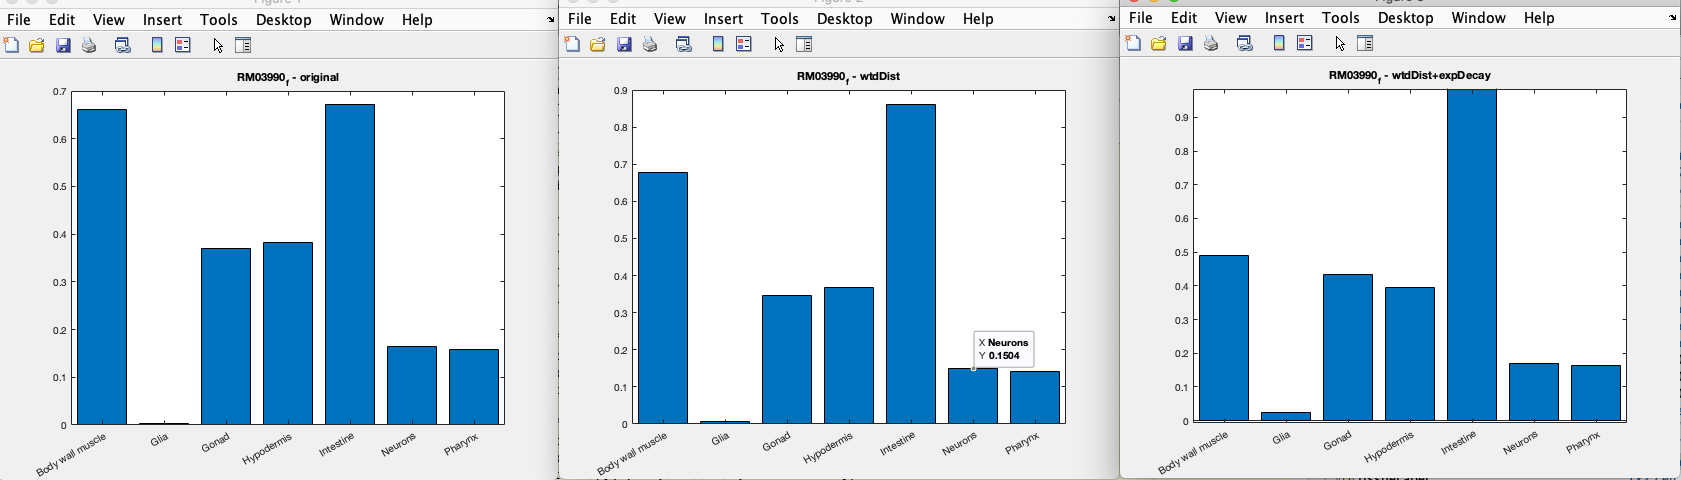 File Edit View Insert Tools Desktop Window Help
RM03990f - original
0.7
0.6
0.5
0.4
0.3
0.2
0.1
0
Body wall muscle
Glia
Gonad
Hypodermis
Intestine
Neurons
Pharynx
File Edit View Insert Tools Desktop Window Help
RM03990f - wtdDist
0.9
0.8
0.7
0.6
0.5
0.4
0.3
0.2
0.1
0
X Neurons
Y 0.1504
Body wall muscle
Glia
Gonad
Hypodermis
Intestine
Neurons
Pharynx
File Edit View Insert Tools Desktop Window Help
RM03990f - wtdDist+expDecay
0.9
0.8
0.7
0.6
0.5
0.4
0.3
0.2
0.1
0
Body wall muscle
Glia
Gonad
Hypodermis
Intestine
Neurons
Pharynx